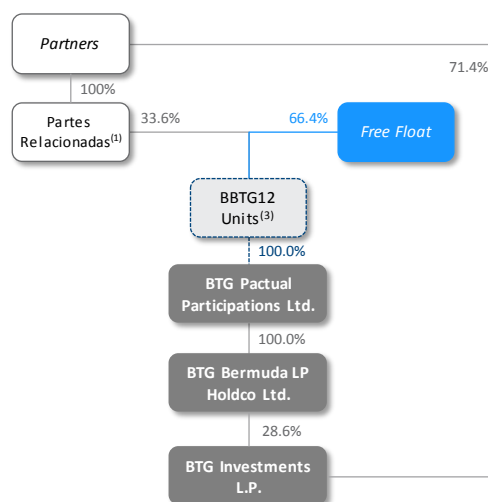 Partners
71.4%
100%
Partes
Relacionadas(1)
33.6%
66.4%
Free Float
BBTG12
Units(3)
100.0%
BTG Pactual
Participations Ltd.
100.0%
BTG Bermuda LP
Holdco Ltd.
28.6%
BTG Investments
L.P.